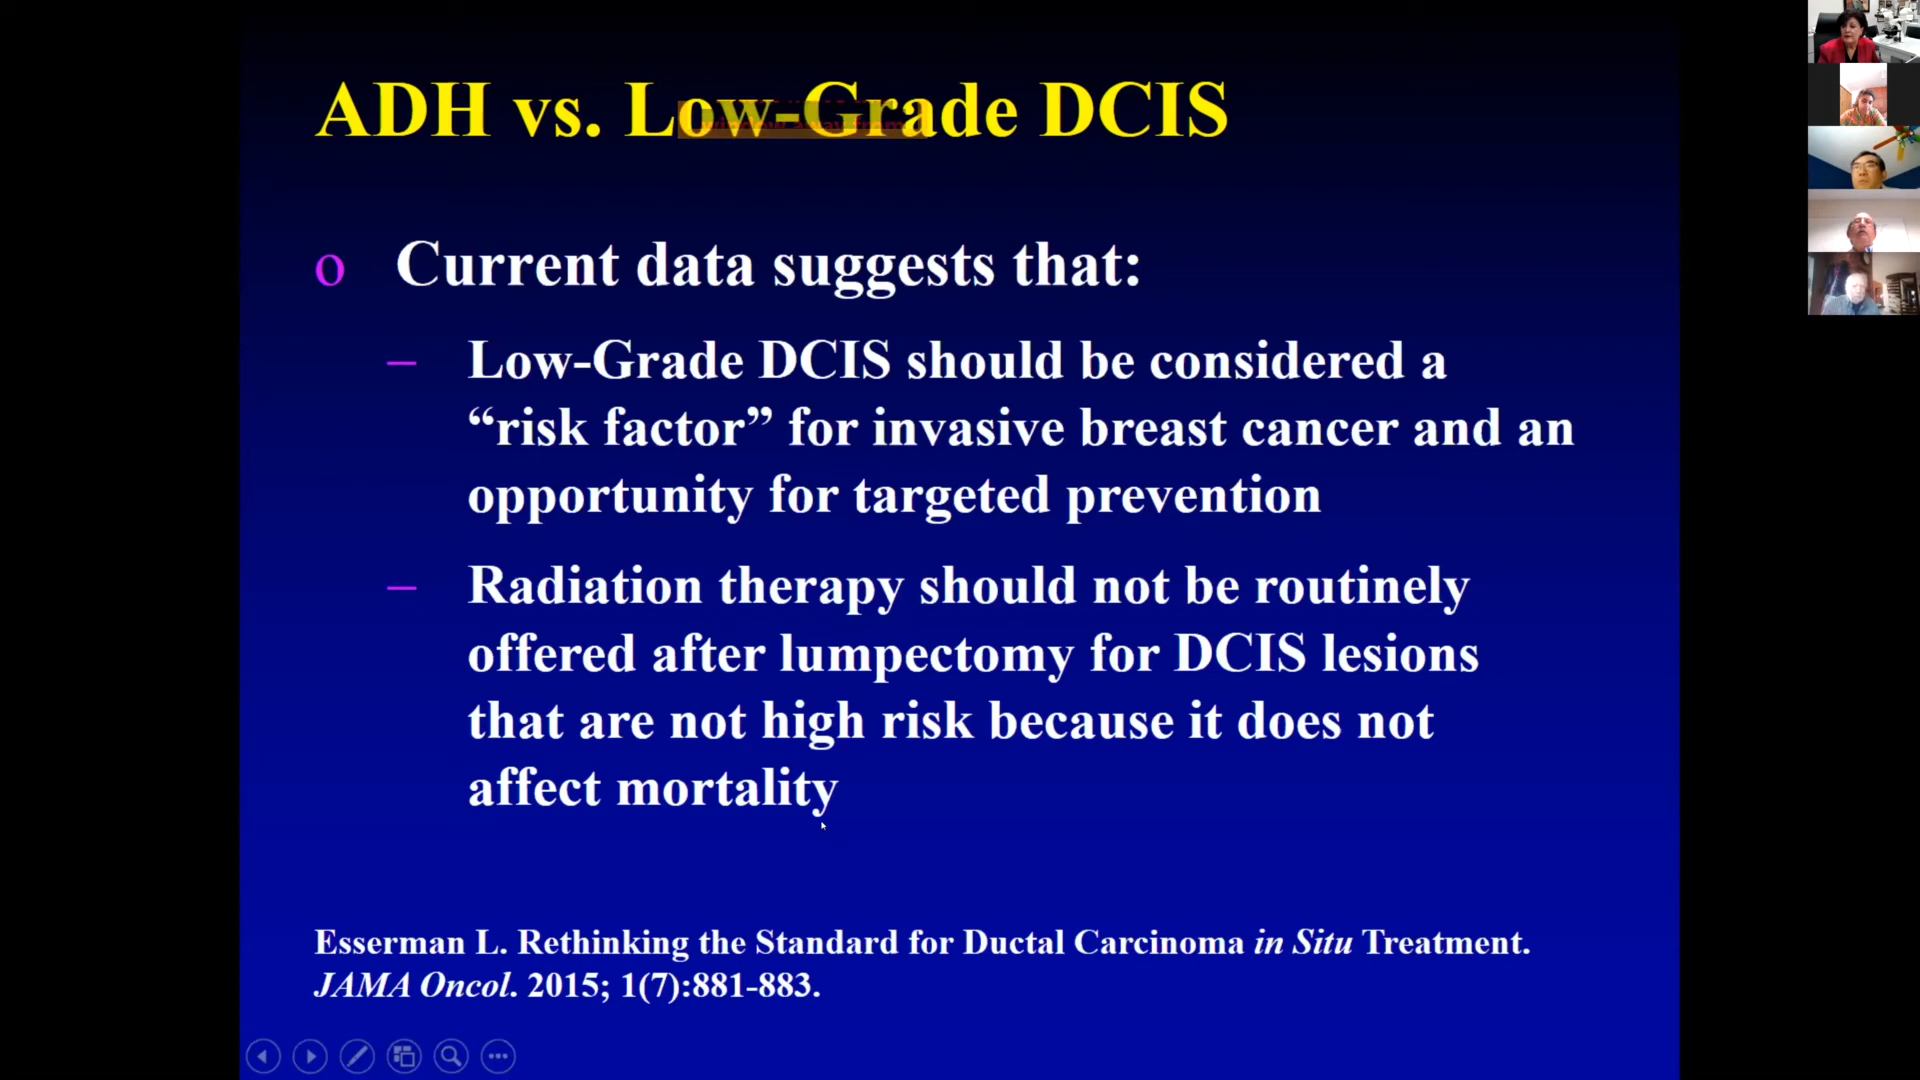 ADH vs. Low-Grade DCIS
o Current data suggests that:
– Low-Grade DCIS should be considered a
“risk factor” for invasive breast cancer and an
opportunity for targeted prevention
– Radiation therapy should not be routinely
offered after lumpectomy for DCIS lesions
that are not high risk because it does not
affect mortality
Esserman L. Rethinking the Standard for Ductal Carcinoma in Situ Treatment.
JAMA Oncol. 2015; 1(7):881-883.